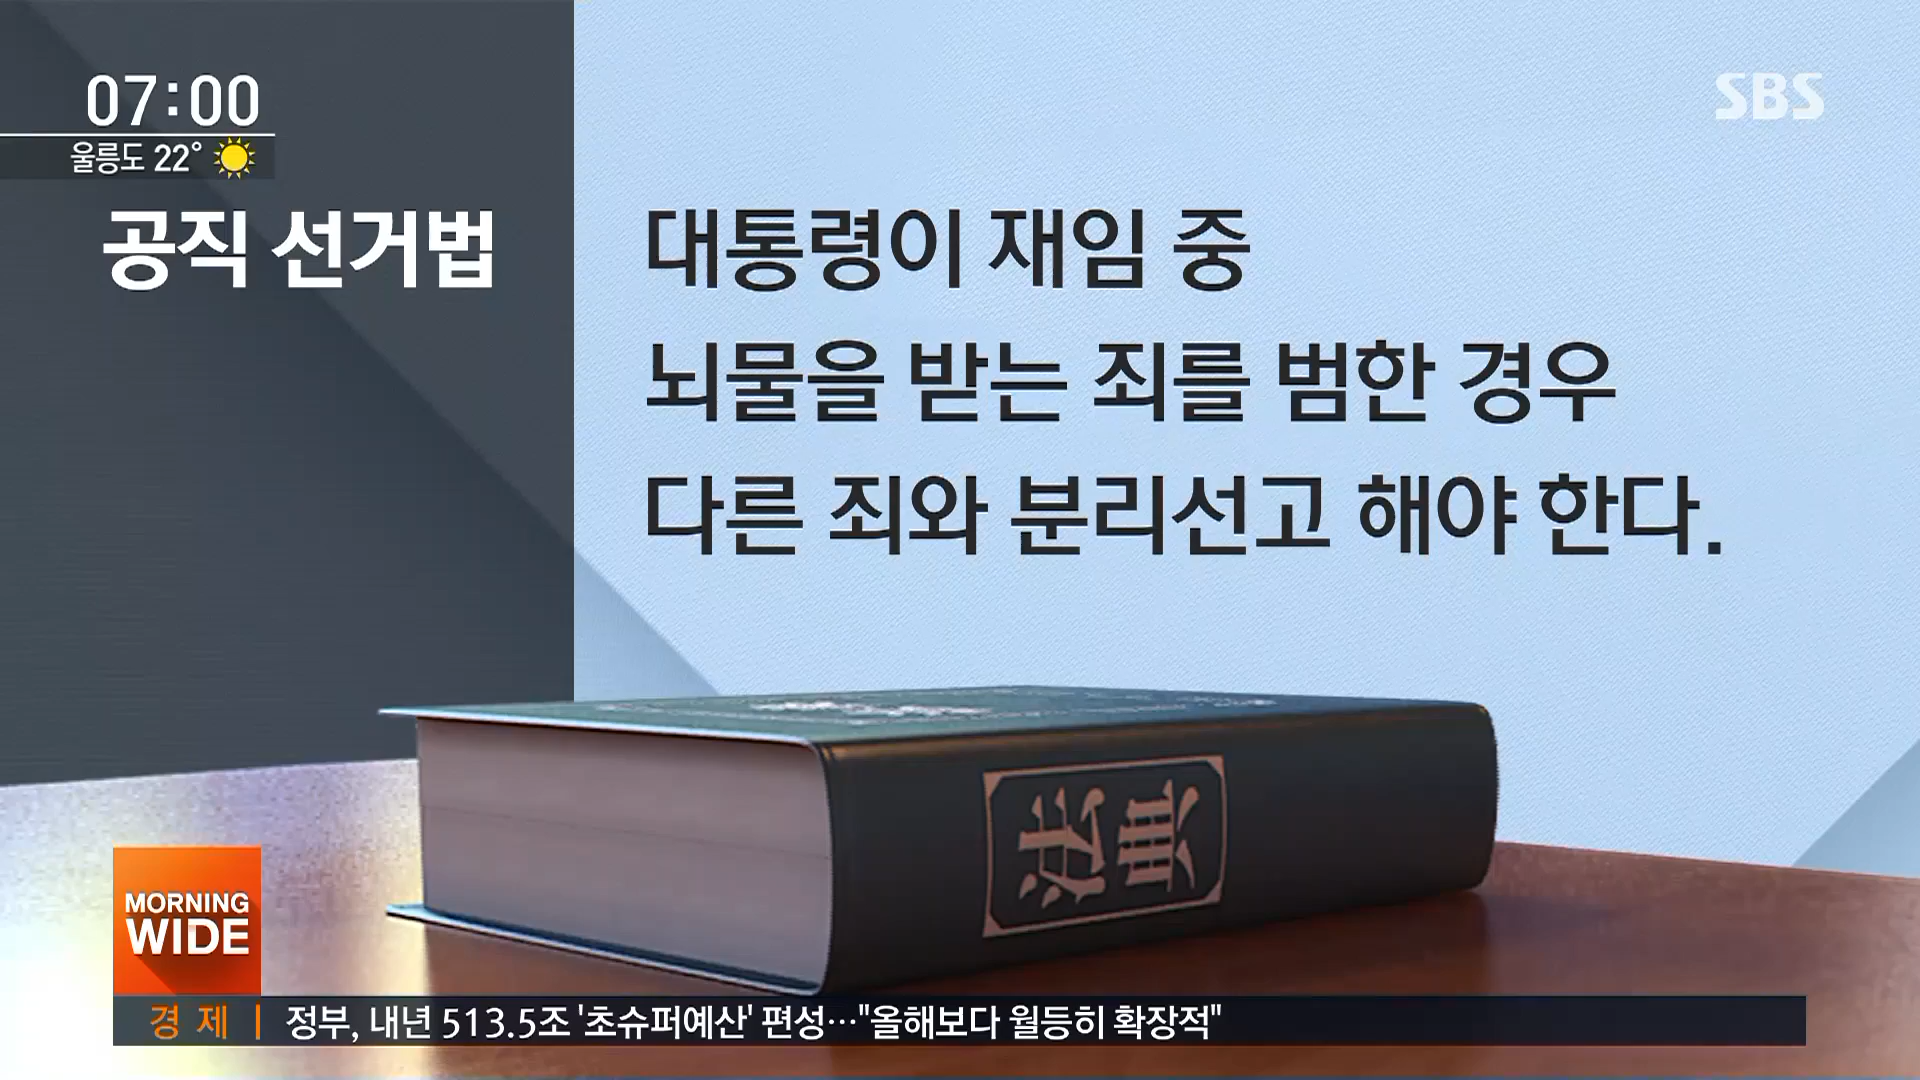 07:00
SBS
울릉도 22°
공직 선거법
대통령이 재임 중
뇌물을 받는 죄를 범한 경우
다른 죄와 분리선고 해야 한다.
法典
MORNING
WIDE
경제 | 정부, 내년 513.5조 '초슈퍼예산' 편성…"올해보다 월등히 확장적"